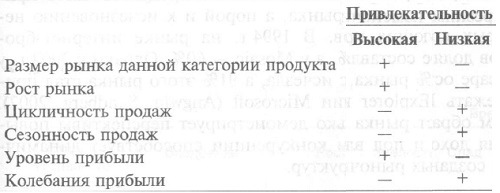 Привлекательность
Высокая Низкая
Размер рынка данной категории продукта
Рост рынка + —
Цикличность продаж
Сезонность продаж — +
Уровень прибыли + —
Колебания прибыли — +